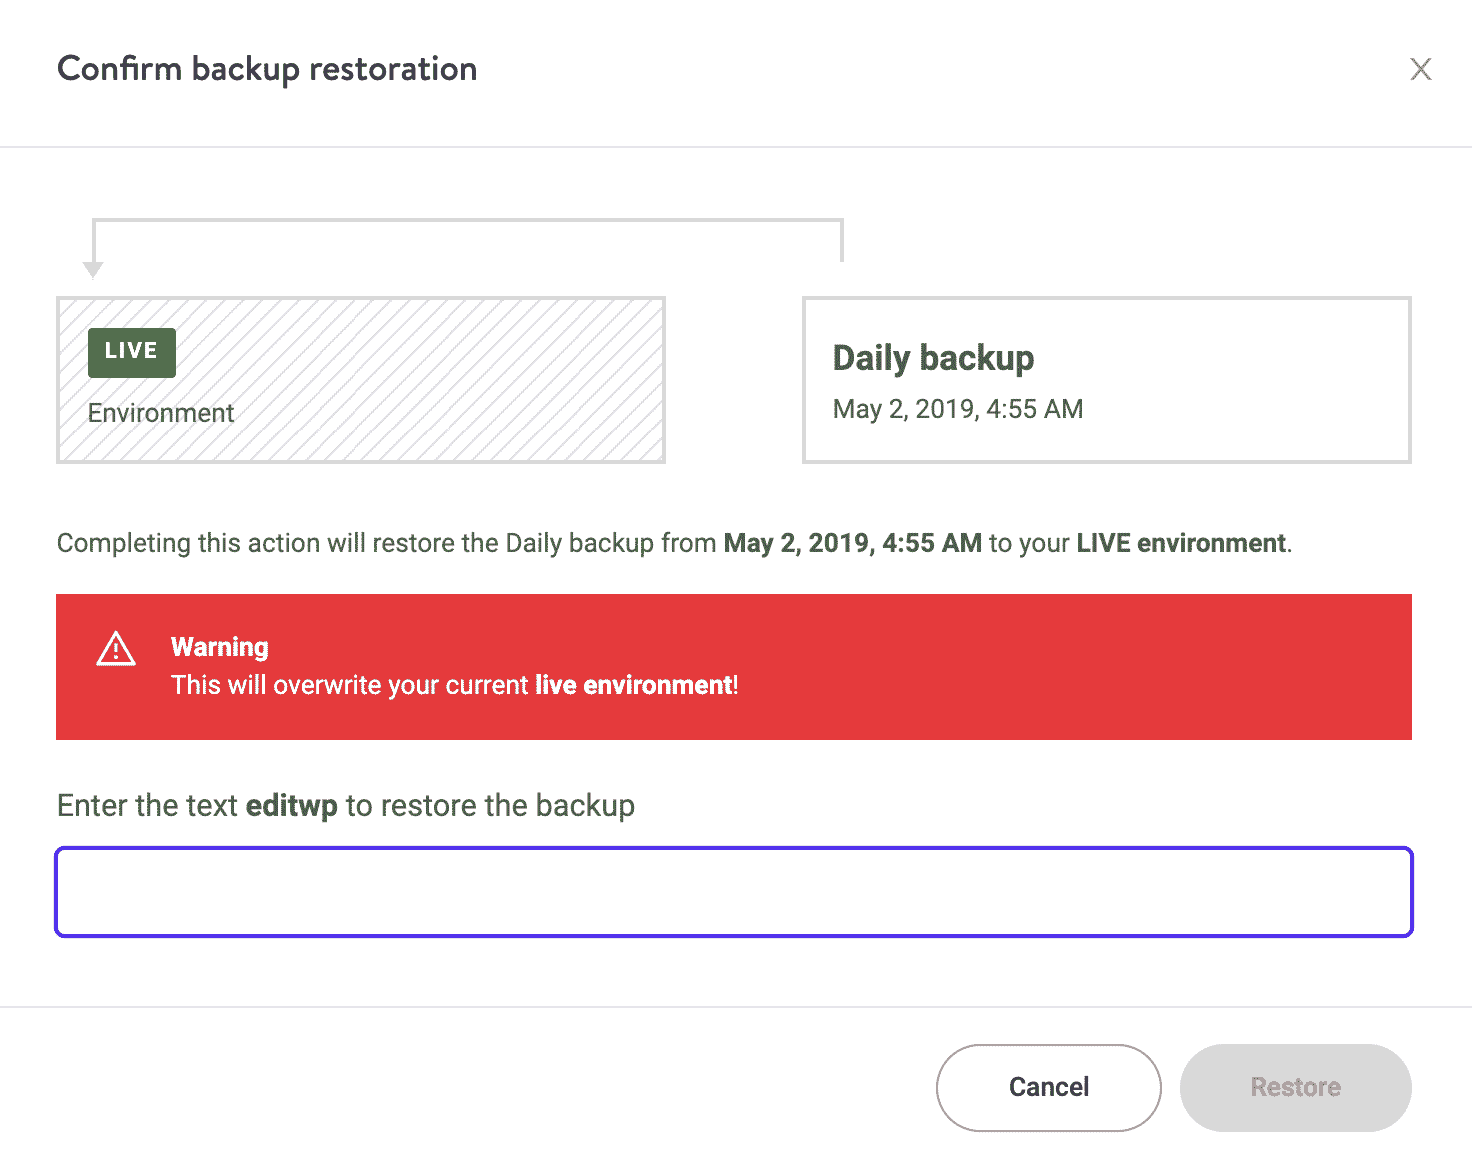 Confirm backup restoration
LIVE
Environment
Daily backup
May 2, 2019, 4:55 AM
Completing this action will restore the Daily backup from May 2, 2019, 4:55 AM to your LIVE environment.
Warning
This will overwrite your current live environment!
Enter the text editwp to restore the backup
Cancel
Restore